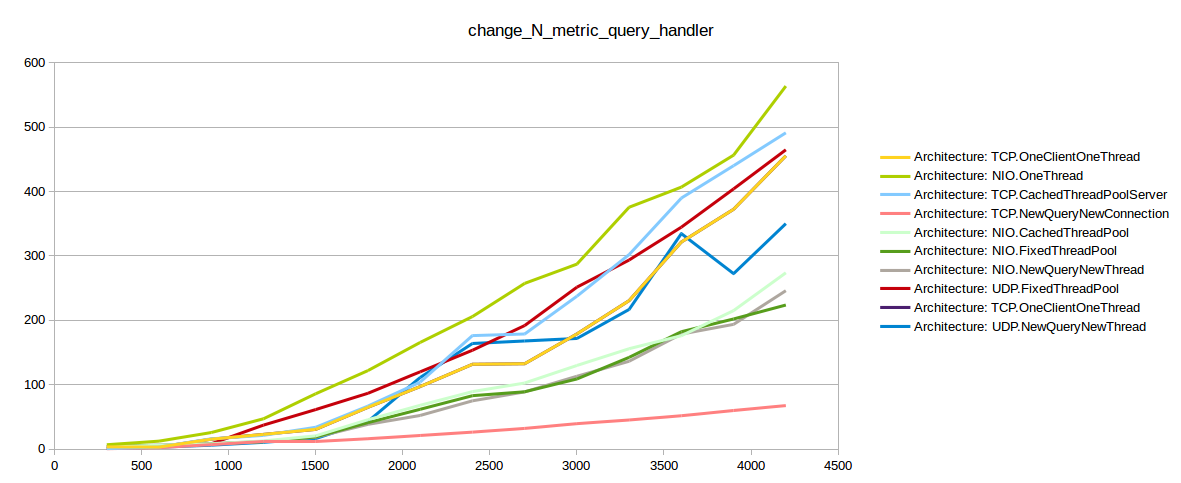 change_N_metric_query_handler
600
500
400
300
200
100
0
0 500 1000 1500 2000 2500 3000 3500 4000 4500
Architecture: TCP.OneClientOneThread
Architecture: NIO.OneThread
Architecture: TCP.CachedThreadPoolServer
Architecture: TCP.NewQueryNewConnection
Architecture: NIO.CachedThreadPool
Architecture: NIO.FixedThreadPool
Architecture: NIO.NewQueryNewThread
Architecture: UDP.FixedThreadPool
Architecture: TCP.OneClientOneThread
Architecture: UDP.NewQueryNewThread